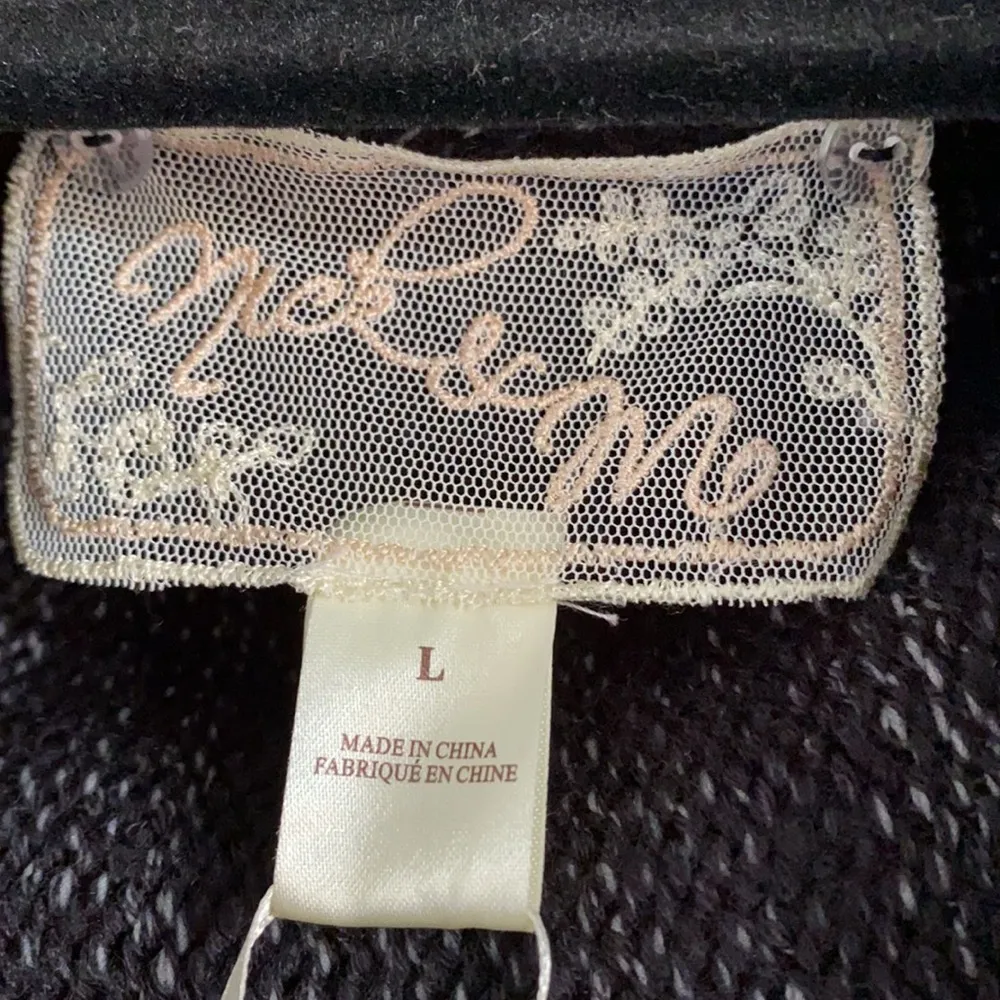 Nick & Mo
L
MADE IN CHINA
FABRIQUÉ EN CHINE